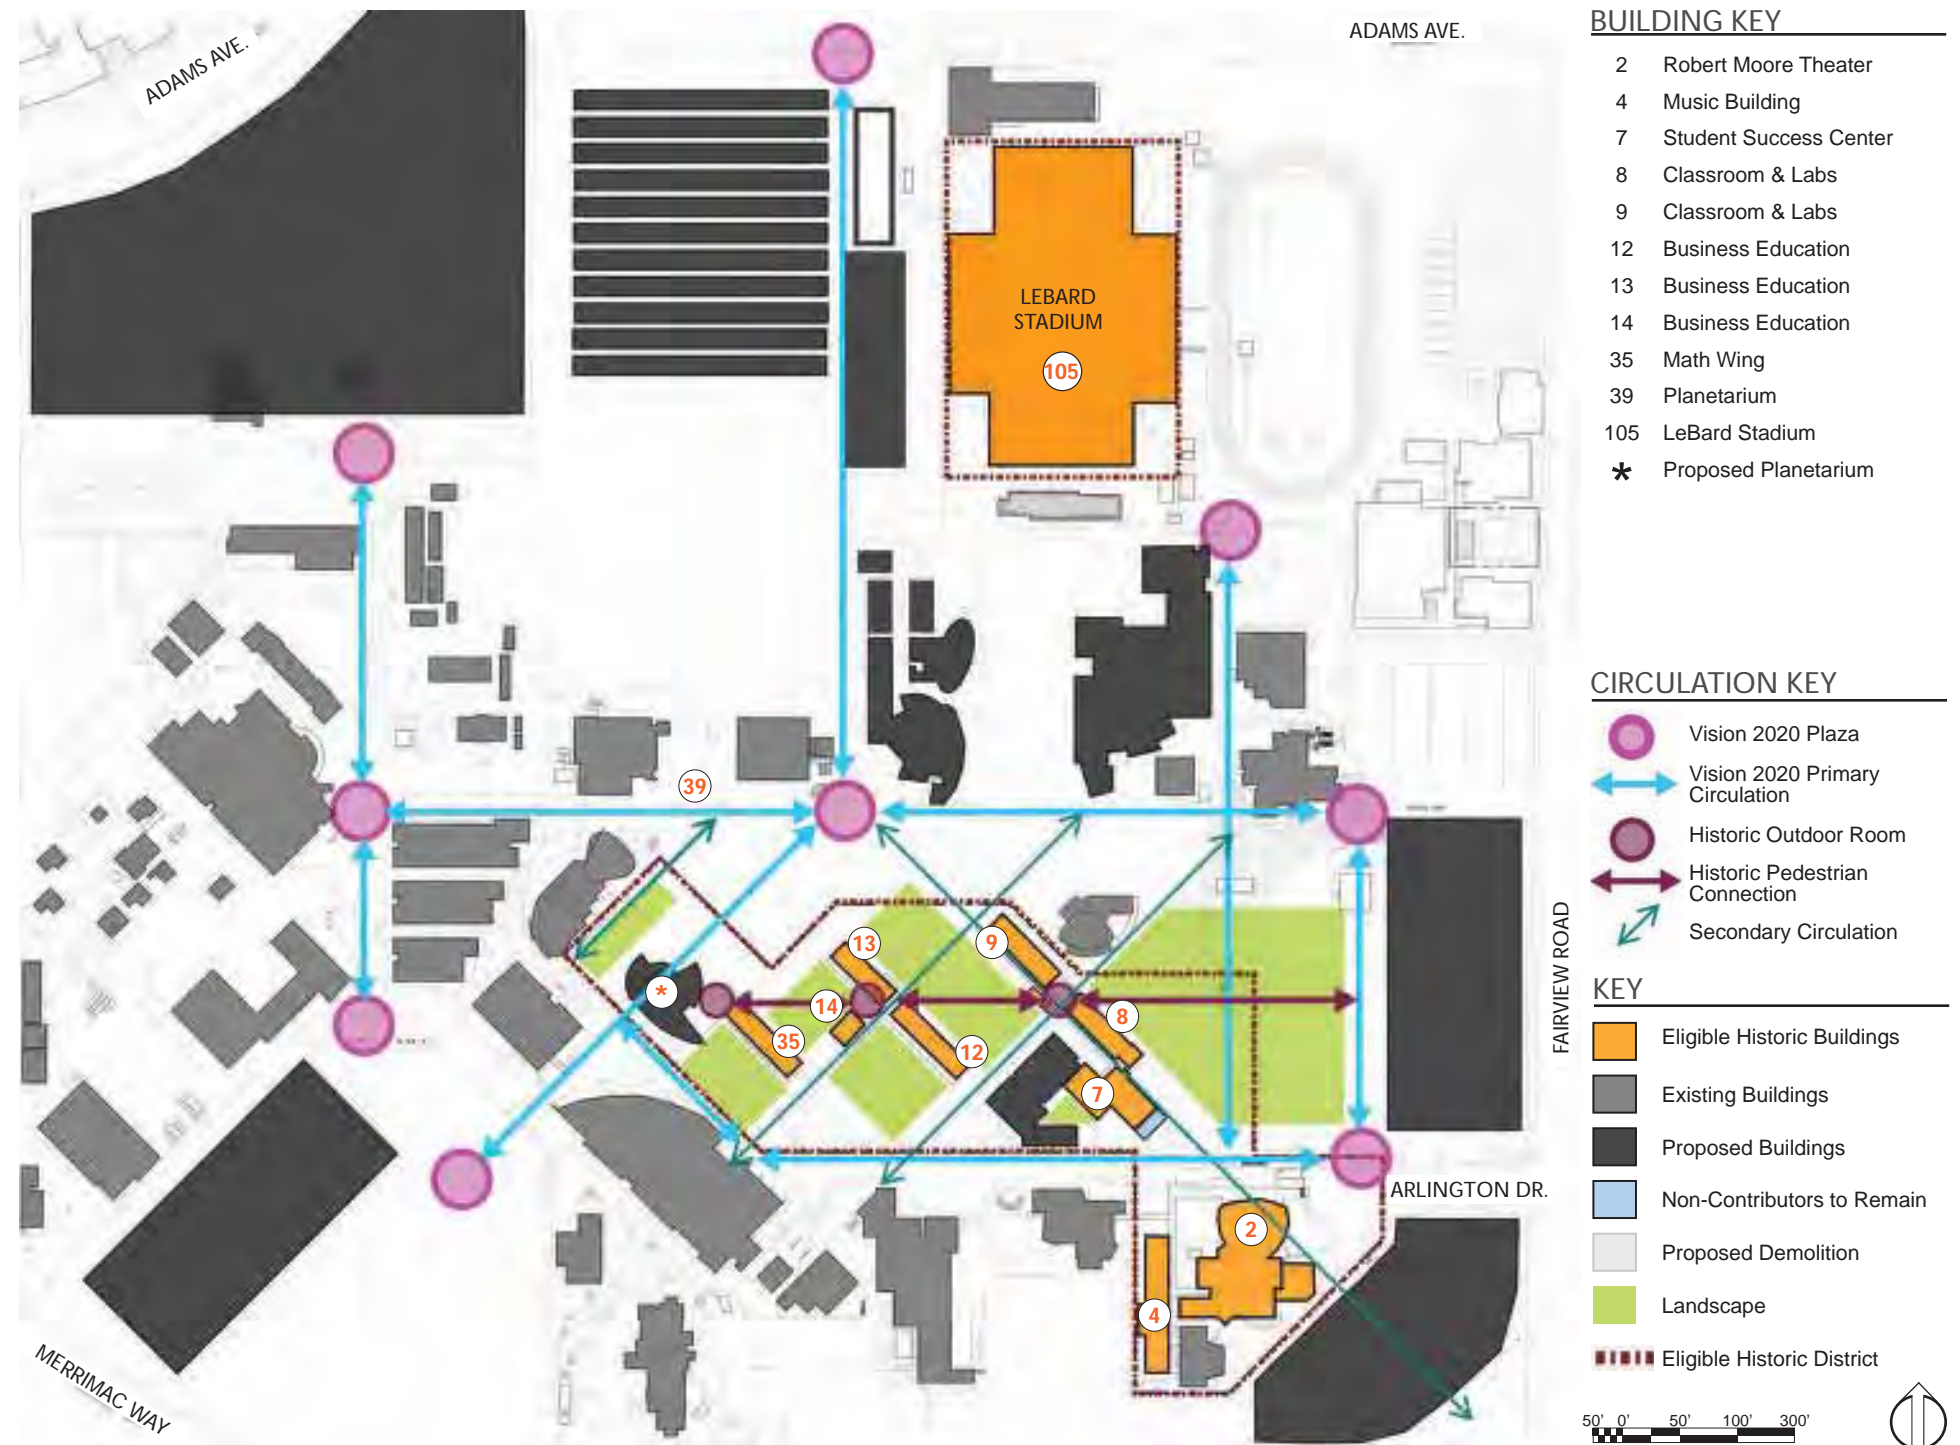 ADAMS AVE.
ADAMS AVE.
LEBARD
STADIUM
105
39
13
9
*
14
8
35
12
7
2
4
FAIRVIEW ROAD
ARLINGTON DR.
MERRIMAC WAY
BUILDING KEY
2 Robert Moore Theater
4 Music Building
7 Student Success Center
8 Classroom & Labs
9 Classroom & Labs
12 Business Education
13 Business Education
14 Business Education
35 Math Wing
39 Planetarium
105 LeBard Stadium
* Proposed Planetarium
CIRCULATION KEY
Vision 2020 Plaza
Vision 2020 Primary
Circulation
Historic Outdoor Room
Historic Pedestrian
Connection
Secondary Circulation
KEY
Eligible Historic Buildings
Existing Buildings
Proposed Buildings
Non-Contributors to Remain
Proposed Demolition
Landscape
Eligible Historic District
50' 0' 50' 100' 300'